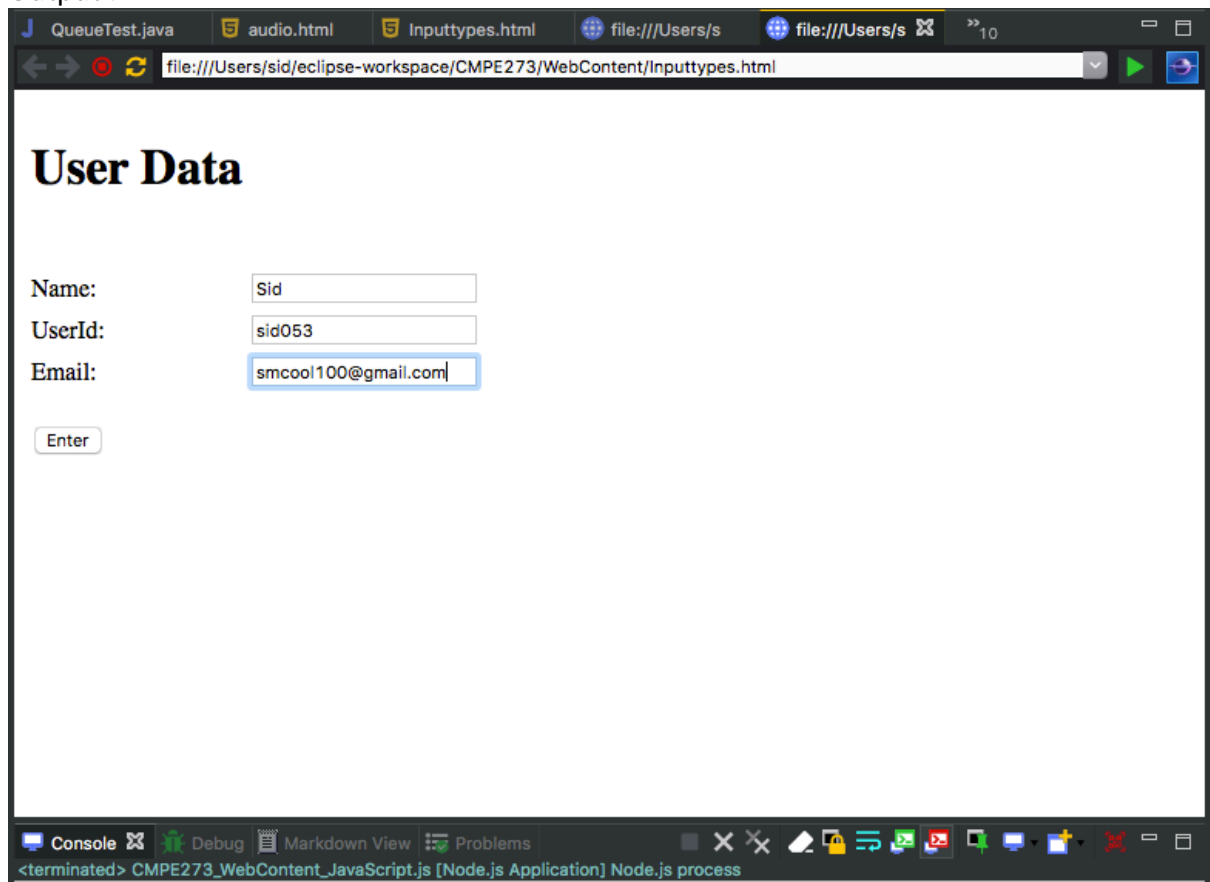 QueueTest.java audio.html Inputtypes.html file:///Users/s file:///Users/s »10
file:///Users/sid/eclipse-workspace/CMPE273/WebContent/Inputtypes.html
User Data
Name: Sid
UserId: sid053
Email: smcool100@gmail.com
Enter
Console Debug Markdown View Problems
<terminated> CMPE273_WebContent_JavaScript.js [Node.js Application] Node.js process